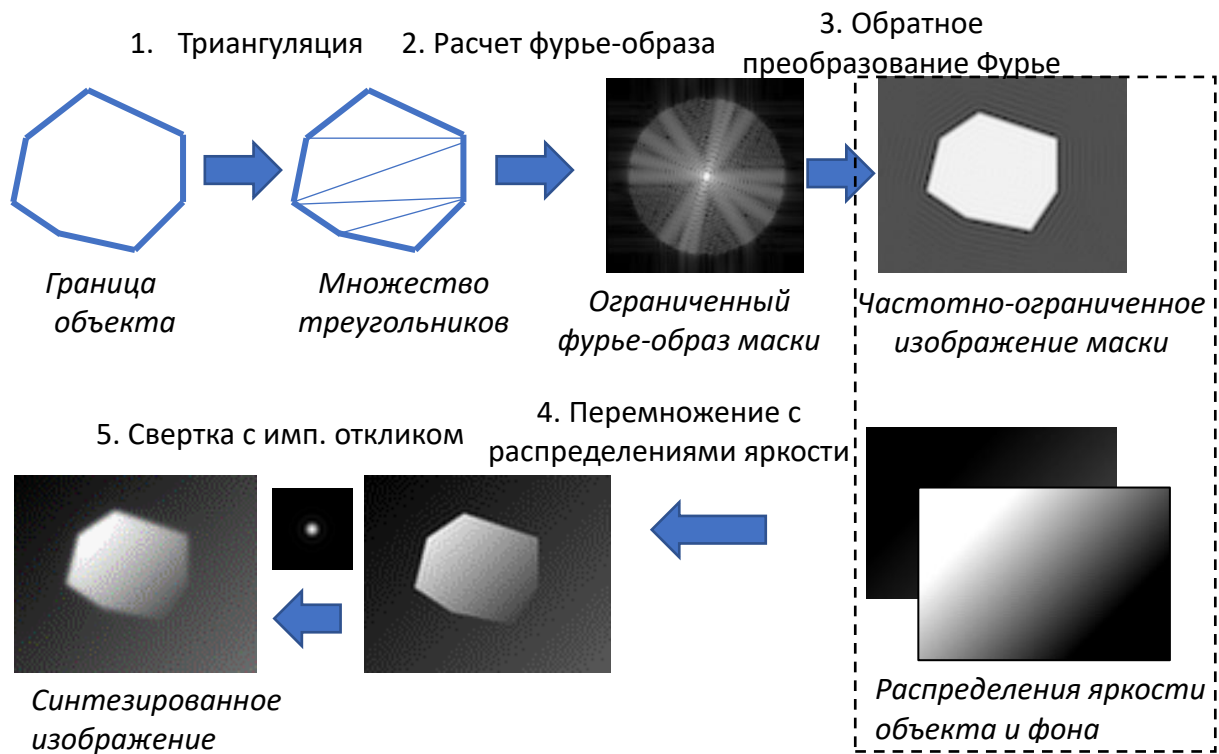 1. Триангуляция
2. Расчет фурье-образа
3. Обратное
преобразование Фурье
Граница
объекта
Множество
треугольников
Ограниченный
фурье-образ маски
Частотно-ограниченное
изображение маски
4. Перемножение с
распределениями яркости
5. Свертка с имп. откликом
Синтезированное
изображение
Распределения яркости
объекта и фона